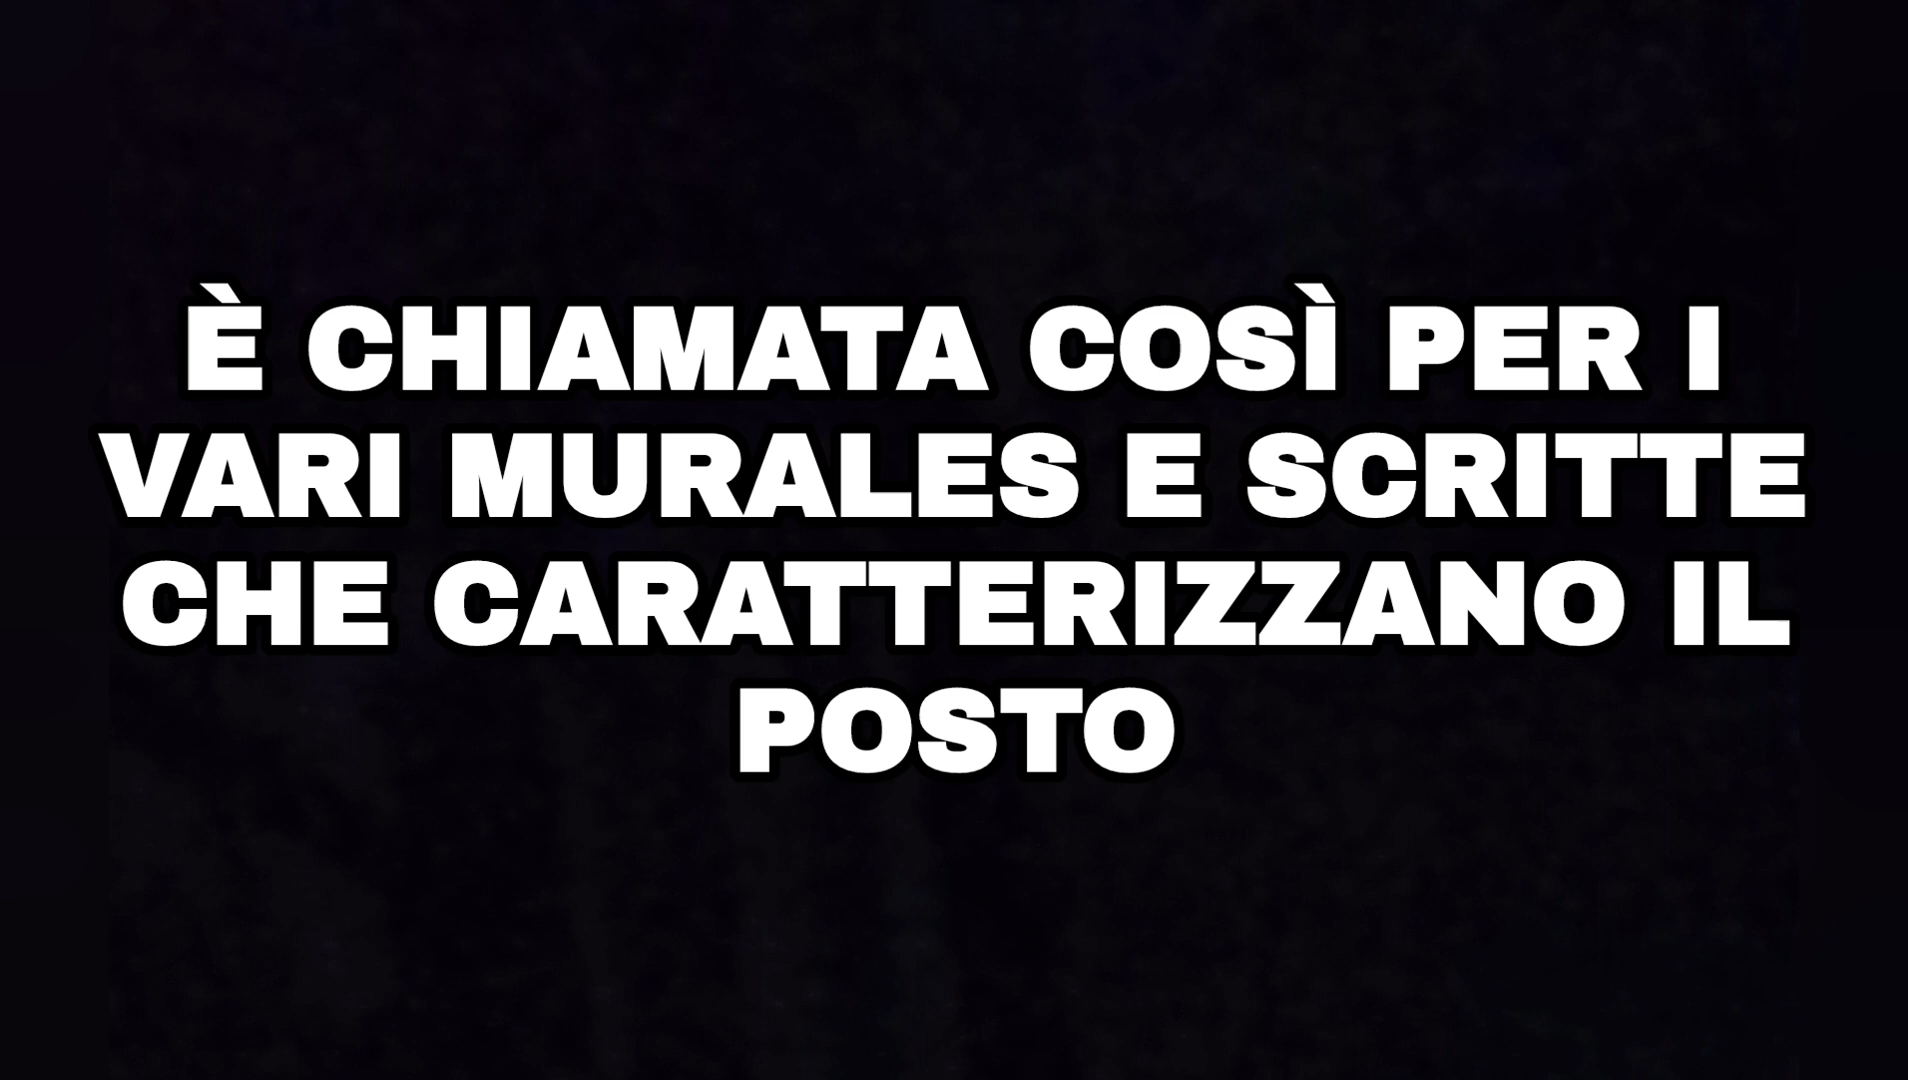 È CHIAMATA COSÌ PER I
VARI MURALES E SCRITTE
CHE CARATTERIZZANO IL
POSTO